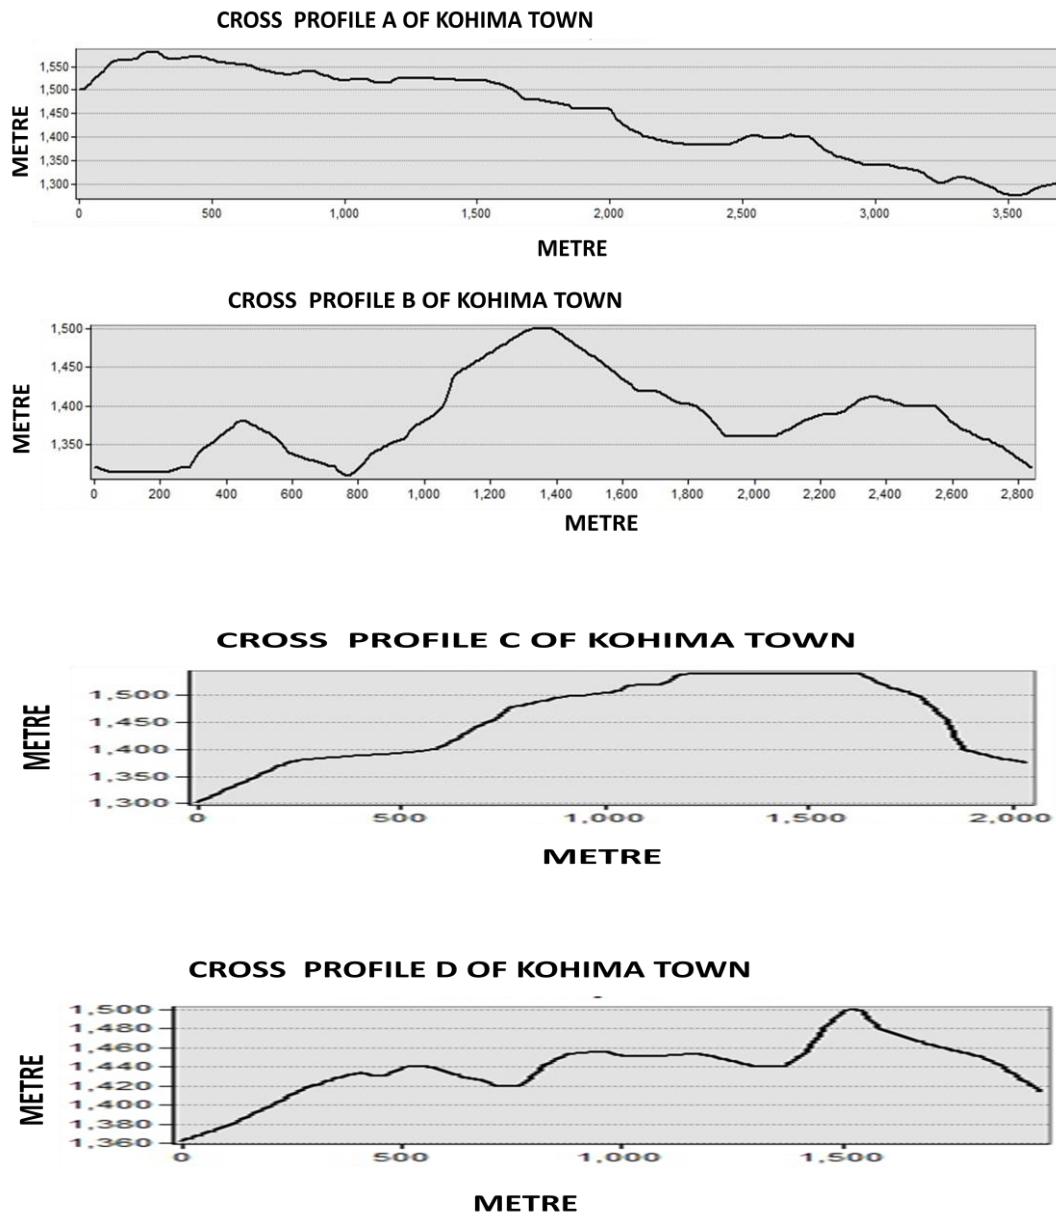 CROSS PROFILE A OF KOHIMA TOWN
1,550
1,500
1,450
1,400
1,350
1,300
METRE
0 500 1,000 1,500 2,000 2,500 3,000 3,500
METRE
CROSS PROFILE B OF KOHIMA TOWN
1,500
1,450
1,400
1,350
METRE
0 200 400 600 800 1,000 1,200 1,400 1,600 1,800 2,000 2,200 2,400 2,600 2,800
METRE
CROSS PROFILE C OF KOHIMA TOWN
1,500
1,450
1,400
1,350
1,300
METRE
0 500 1,000 1,500 2,000
METRE
CROSS PROFILE D OF KOHIMA TOWN
1,500
1,480
1,460
1,440
1,420
1,400
1,380
1,360
METRE
0 500 1,000 1,500
METRE